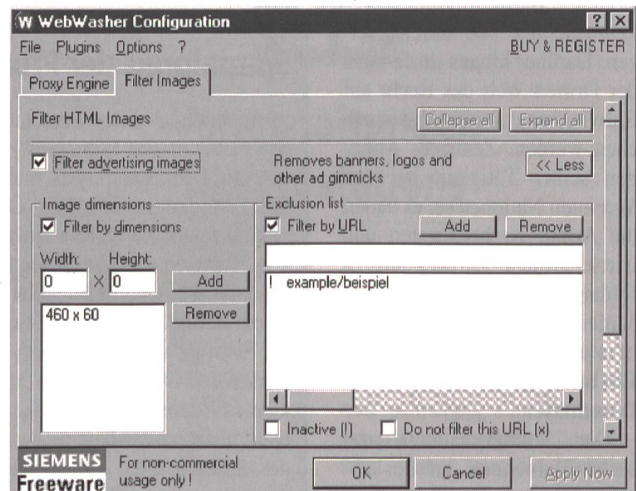 W WebWasher Configuration
File Plugins Options ?
BUY & REGISTER
Proxy Engine
Filter Images
Filter HTML Images
Collapse all
Expand all
Filter advertising images
Removes banners, logos and
other ad gimmicks
<< Less
Image dimensions
Filter by dimensions
Width:
Height:
0 X 0
Add
460 x 60
Remove
Exclusion list
Filter by URL
Add
Remove
! example/beispiel
Inactive (!)
Do not filter this URL (x)
SIEMENS
Freeware
For non-commercial
usage only !
OK
Cancel
Apply Now